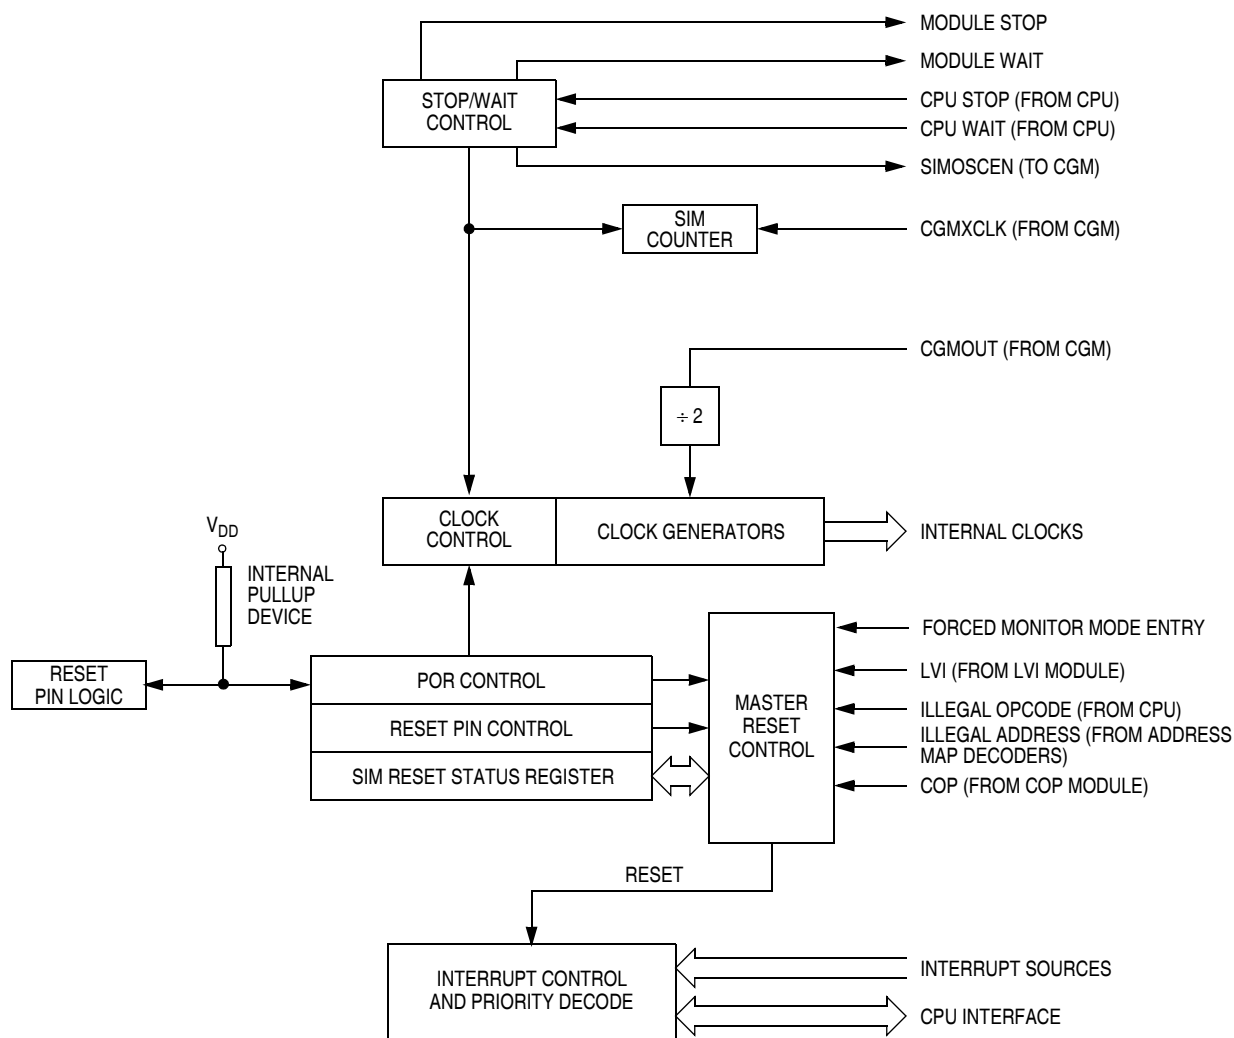 MODULE STOP
MODULE WAIT
STOP/WAIT
CONTROL
CPU STOP (FROM CPU)
CPU WAIT (FROM CPU)
SIMOSCEN (TO CGM)
SIM
COUNTER
CGMXCLK (FROM CGM)
CGMOUT (FROM CGM)
÷ 2
CLOCK
CONTROL
CLOCK GENERATORS
INTERNAL CLOCKS
VDD
INTERNAL
PULLUP
DEVICE
RESET
PIN LOGIC
POR CONTROL
RESET PIN CONTROL
SIM RESET STATUS REGISTER
MASTER
RESET
CONTROL
FORCED MONITOR MODE ENTRY
LVI (FROM LVI MODULE)
ILLEGAL OPCODE (FROM CPU)
ILLEGAL ADDRESS (FROM ADDRESS
MAP DECODERS)
COP (FROM COP MODULE)
RESET
INTERRUPT CONTROL
AND PRIORITY DECODE
INTERRUPT SOURCES
CPU INTERFACE